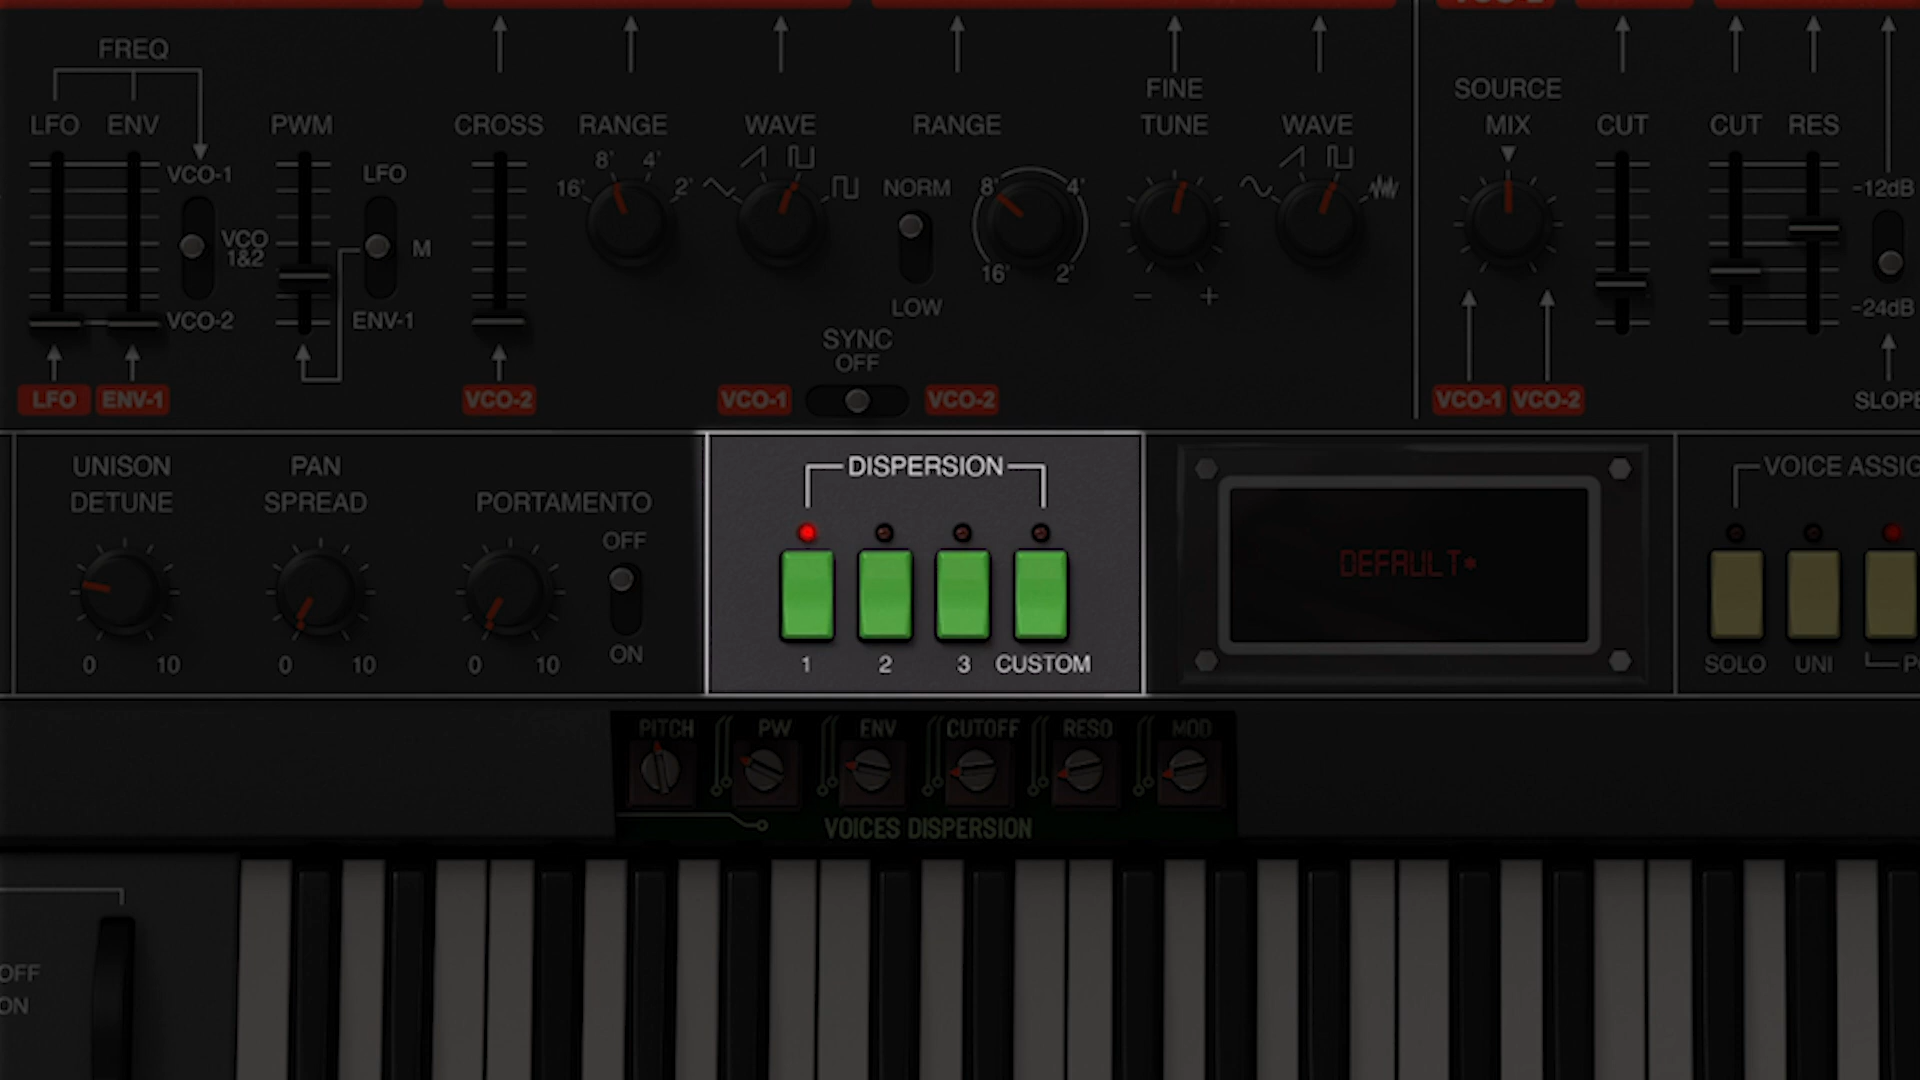 VCO-2
FREQ
LFO ENV
PWM
CROSS
RANGE
WAVE
RANGE
FINE
TUNE
WAVE
SOURCE
MIX
CUT
CUT RES
VCO-1
VCO
1&2
VCO-2
LFO
M
ENV-1
16' 8' 4' 2'
NORM
LOW
8' 4'
16' 2'
- +
-12dB
-24dB
SLOPE
SYNC
OFF
LFO ENV-1
VCO-2
VCO-1
VCO-2
VCO-1 VCO-2
UNISON
DETUNE
0 10
PAN
SPREAD
0 10
PORTAMENTO
0 10
OFF
ON
DISPERSION
1 2 3 CUSTOM
DEFAULT*
VOICE ASSIG
SOLO UNI P
PITCH PW ENV CUTOFF RESO MOD
VOICES DISPERSION
OFF
ON